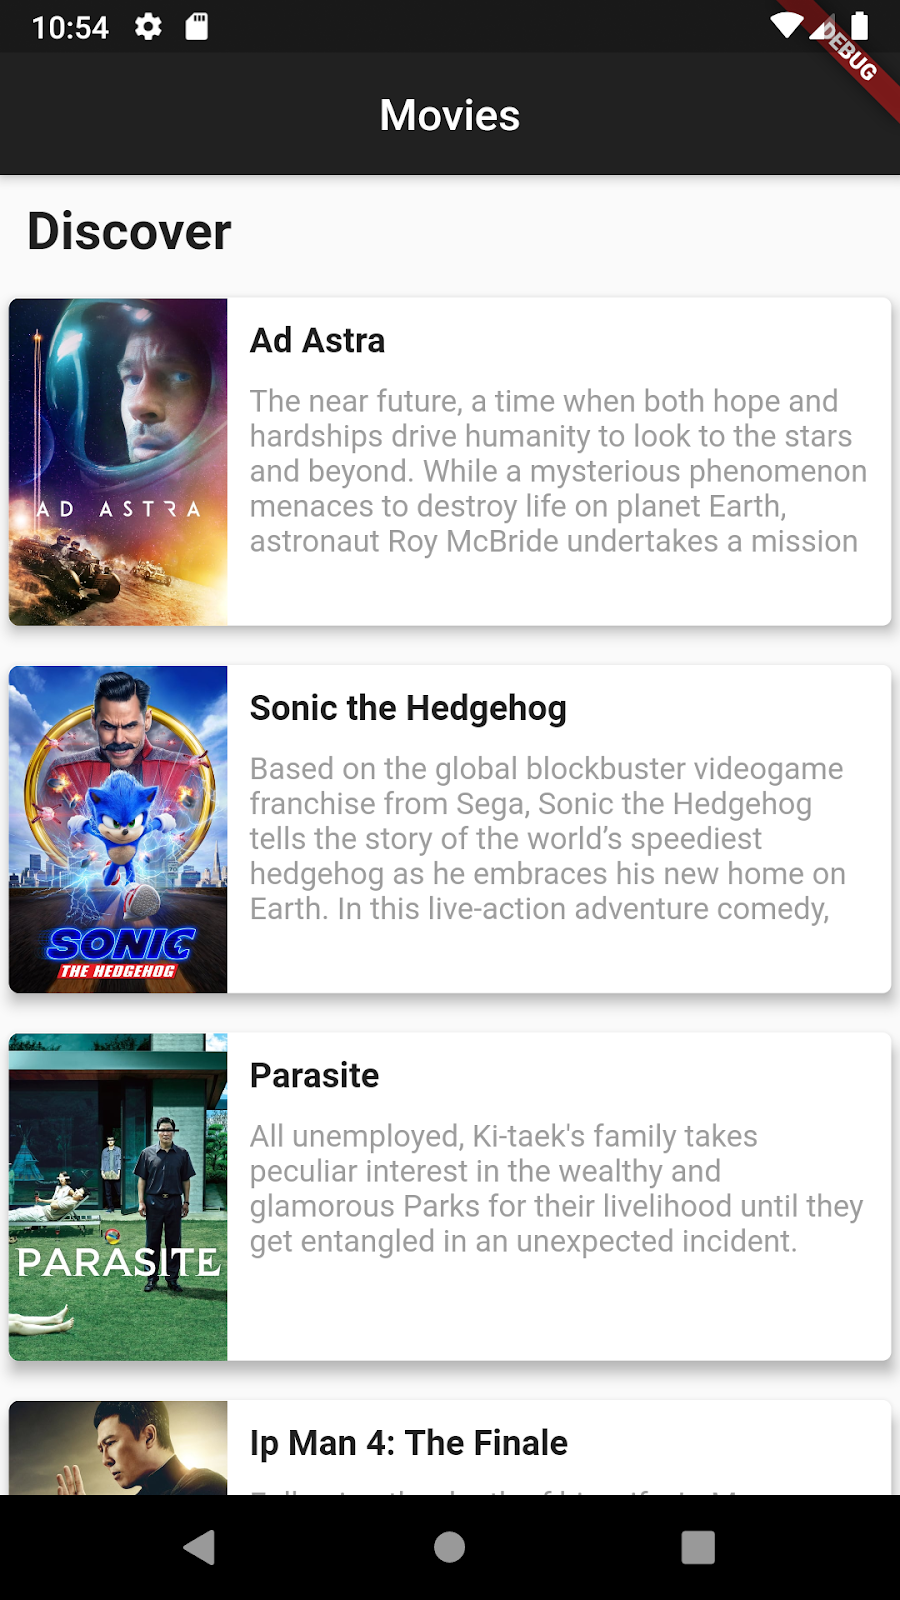 10:54
DEBUG
Movies
Discover
AD ASTRA
Ad Astra
The near future, a time when both hope and
hardships drive humanity to look to the stars
and beyond. While a mysterious phenomenon
menaces to destroy life on planet Earth,
astronaut Roy McBride undertakes a mission
SONIC
THE HEDGEHOG
Sonic the Hedgehog
Based on the global blockbuster videogame
franchise from Sega, Sonic the Hedgehog
tells the story of the world’s speediest
hedgehog as he embraces his new home on
Earth. In this live-action adventure comedy,
PARASITE
Parasite
All unemployed, Ki-taek's family takes
peculiar interest in the wealthy and
glamorous Parks for their livelihood until they
get entangled in an unexpected incident.
Ip Man 4: The Finale